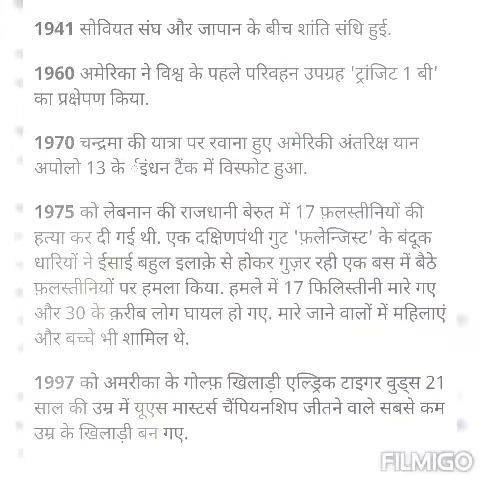 1941 सोवियत संघ और जापान के बीच शांति संधि हुई.
1960 अमेरिका ने विश्व के पहले परिवहन उपग्रह 'ट्रांजिट 1 बी'
का प्रक्षेपण किया.
1970 चन्द्रमा की यात्रा पर रवाना हुए अमेरिकी अंतरिक्ष यान
अपोलो 13 के र्इंधन टैंक में विस्फोट हुआ.
1975 को लेबनान की राजधानी बेरुत में 17 फ़लस्तीनियों की
हत्या कर दी गई थी. एक दक्षिणपंथी गुट 'फ़लेन्जिस्ट' के बंदूक
धारियों ने ईसाई बहुल इलाक़े से होकर गुज़र रही एक बस में बैठे
फ़लस्तीनियों पर हमला किया. हमले में 17 फिलिस्तीनी मारे गए
और 30 के क़रीब लोग घायल हो गए. मारे जाने वालों में महिलाएं
और बच्चे भी शामिल थे.
1997 को अमरीका के गोल्फ़ खिलाड़ी एल्ड्रिक टाइगर वुड्स 21
साल की उम्र में यूएस मास्टर्स चैंपियनशिप जीतने वाले सबसे कम
उम्र के खिलाड़ी बन गए.
FILMIGO